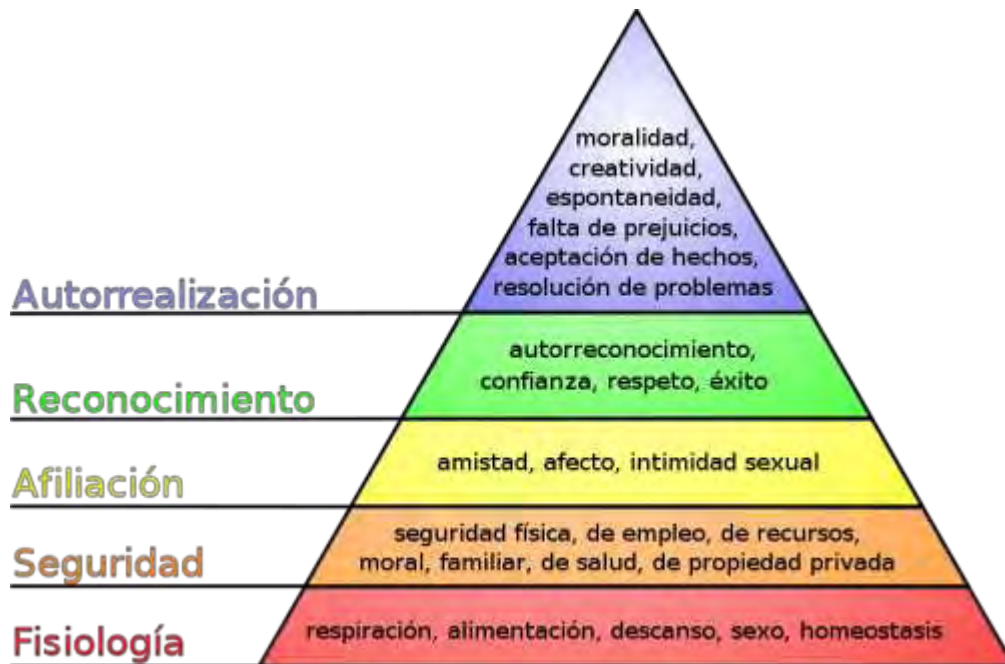 moralidad,
creatividad,
espontaneidad,
falta de prejuicios,
aceptación de hechos,
resolución de problemas
Autorrealización
autorreconocimiento,
confianza, respeto, éxito
Reconocimiento
amistad, afecto, intimidad sexual
Afiliación
seguridad física, de empleo, de recursos,
moral, familiar, de salud, de propiedad privada
Seguridad
respiración, alimentación, descanso, sexo, homeostasis
Fisiología